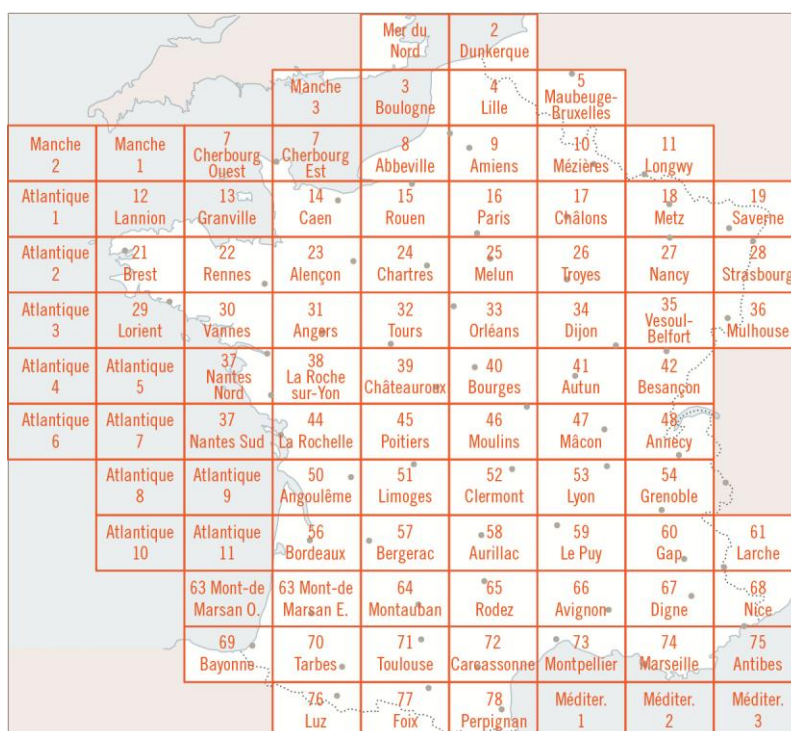 Mer du
Nord
2
Dunkerque
Manche
3
3
Boulogne
4
Lille
5
Maubeuge-
Bruxelles
Manche
2
Manche
1
7
Cherbourg
Ouest
7
Cherbourg
Est
8
Abbeville
9
Amiens
10
Mézières
11
Longwy
Atlantique
1
12
Lannion
13
Granville
14
Caen
15
Rouen
16
Paris
17
Châlons
18
Metz
19
Saverne
Atlantique
2
21
Brest
22
Rennes
23
Alençon
24
Chartres
25
Melun
26
Troyes
27
Nancy
28
Strasbourg
Atlantique
3
29
Lorient
30
Vannes
31
Angers
32
Tours
33
Orléans
34
Dijon
35
Vesoul-
Belfort
36
Mulhouse
Atlantique
4
Atlantique
5
37
Nantes
Nord
38
La Roche
sur-Yon
39
Châteauroux
40
Bourges
41
Autun
42
Besançon
Atlantique
6
Atlantique
7
37
Nantes Sud
44
La Rochelle
45
Poitiers
46
Moulins
47
Mâcon
48
Annecy
Atlantique
8
Atlantique
9
50
Angoulême
51
Limoges
52
Clermont
53
Lyon
54
Grenoble
Atlantique
10
Atlantique
11
56
Bordeaux
57
Bergerac
58
Aurillac
59
Le Puy
60
Gap
61
Larche
63 Mont-de
Marsan O.
63 Mont-de
Marsan E.
64
Montauban
65
Rodez
66
Avignon
67
Digne
68
Nice
69
Bayonne
70
Tarbes
71
Toulouse
72
Carcassonne
73
Montpellier
74
Marseille
75
Antibes
76
Luz
77
Foix
78
Perpignan
Méditer.
1
Méditer.
2
Méditer.
3